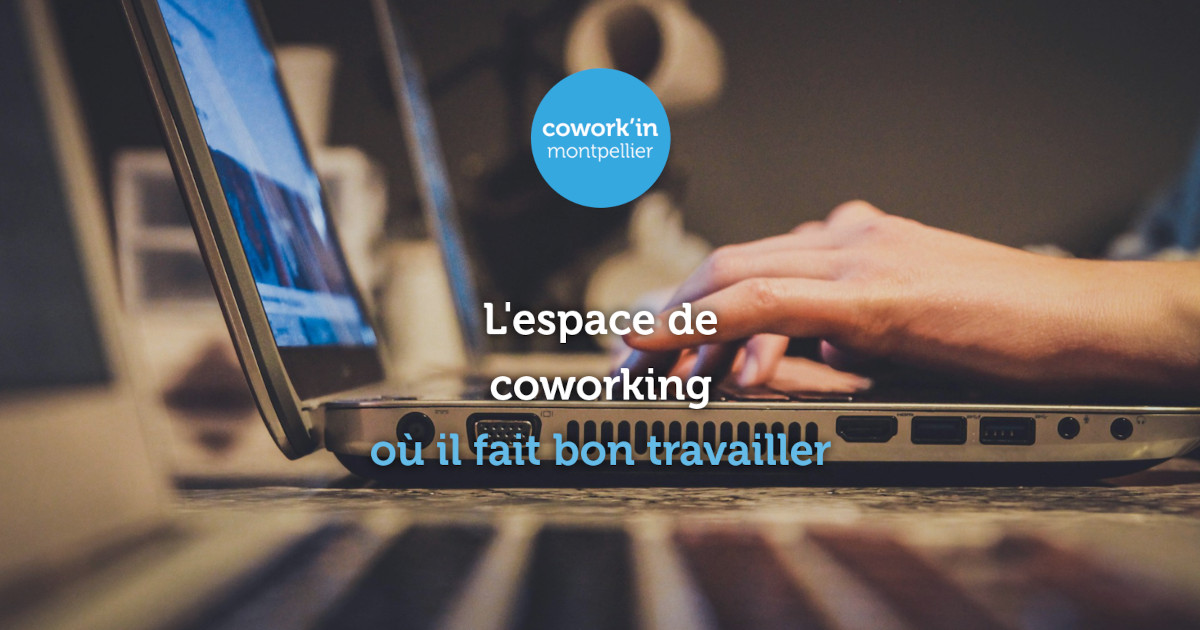 cowork’in
montpellier
L'espace de
coworking
où il fait bon travailler